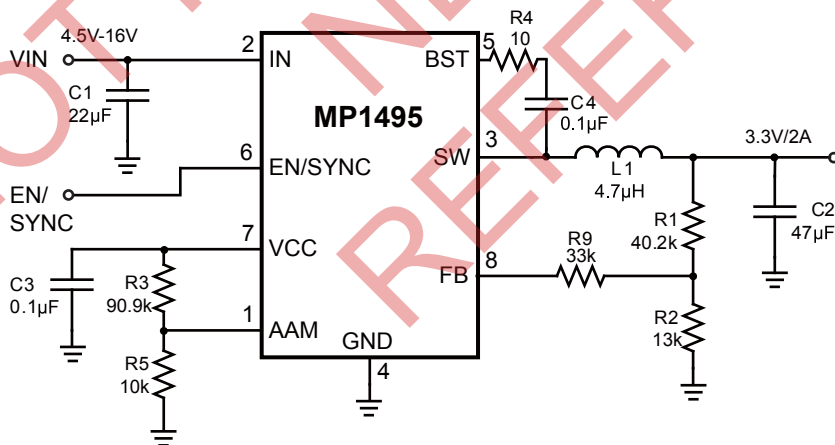 4.5V-16V
VIN
C1
22µF
2
IN
MP1495
BST
5
R4
10
C4
0.1µF
6
EN/SYNC
EN/
SYNC
SW
3
L1
4.7µH
3.3V/2A
C2
47µF
R1
40.2k
7
VCC
C3
0.1µF
R3
90.9k
FB
8
R9
33k
R2
13k
1
AAM
R5
10k
GND
4
REFER